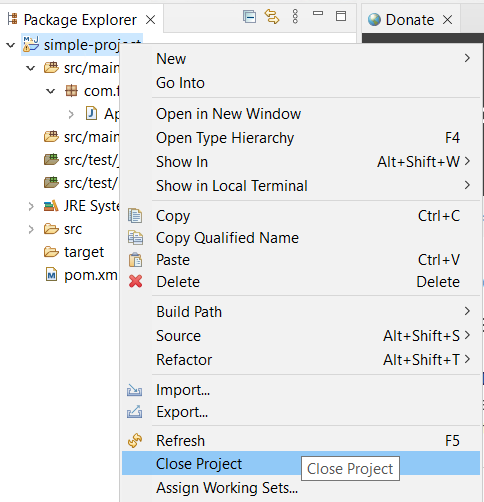 Package Explorer
Donate
simple-project
src/main
com.f
Ap
src/main
src/test/j
src/test/
JRE Syste
src
target
pom.xm
New
Go Into
Open in New Window
Open Type Hierarchy F4
Show In Alt+Shift+W
Show in Local Terminal
Copy Ctrl+C
Copy Qualified Name
Paste Ctrl+V
Delete Delete
Build Path
Source Alt+Shift+S
Refactor Alt+Shift+T
Import...
Export...
Refresh F5
Close Project
Close Project
Assign Working Sets...